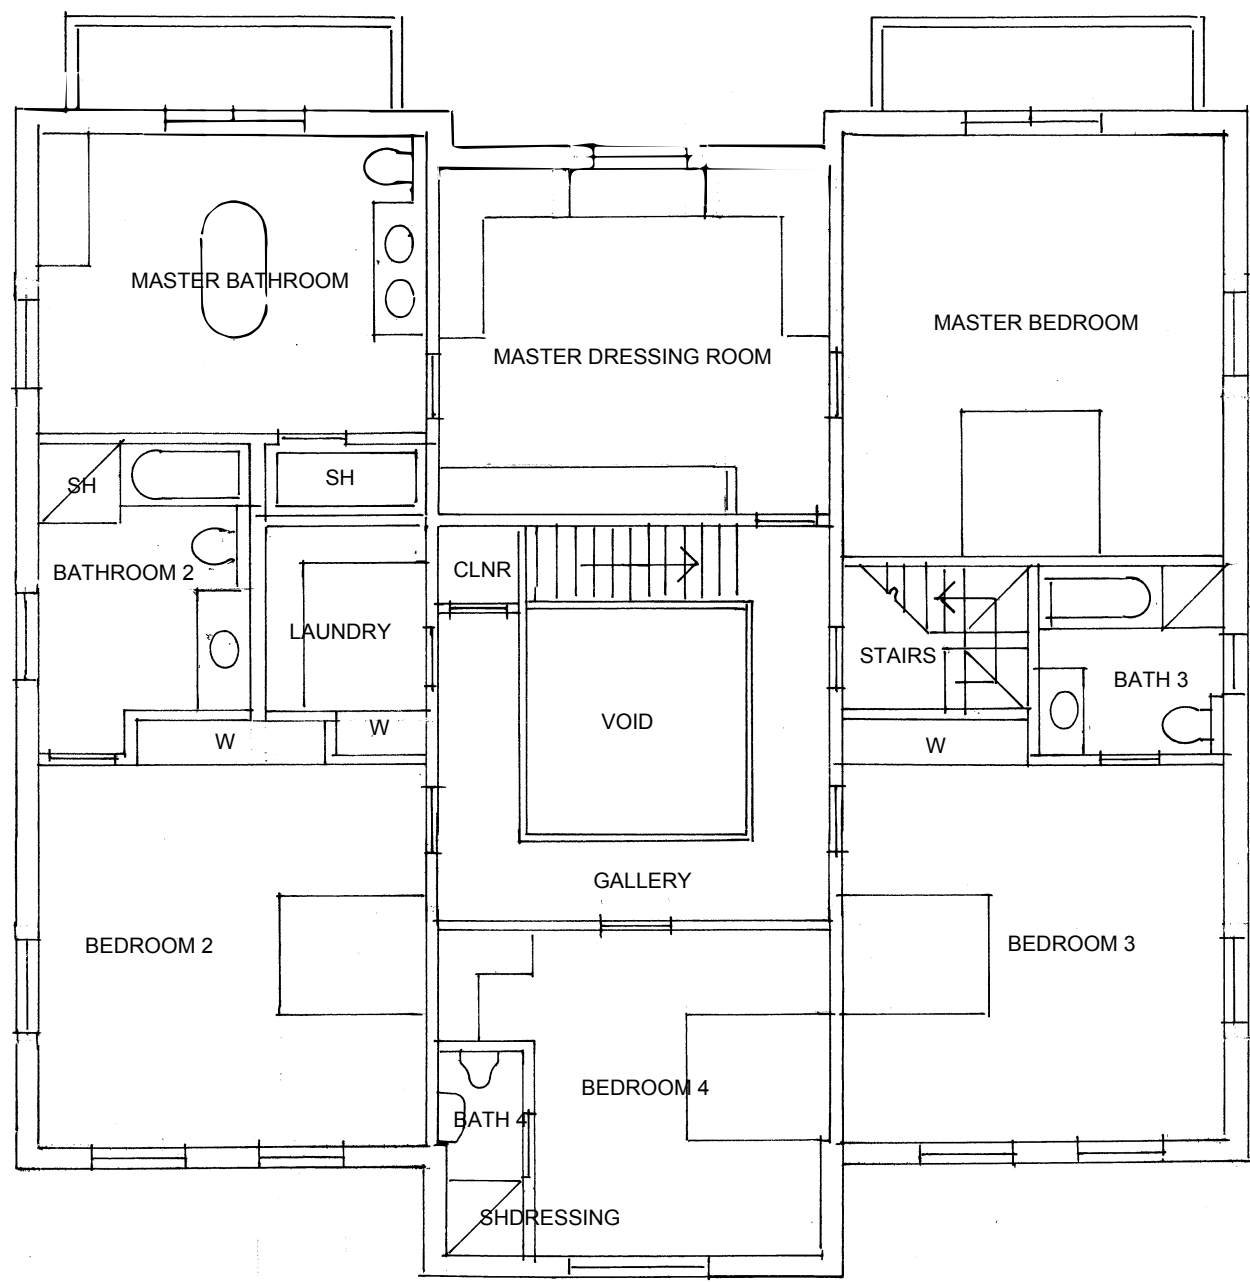 MASTER BATHROOM
MASTER BEDROOM
MASTER DRESSING ROOM
SH
SH
CLNR
BATHROOM 2
LAUNDRY
STAIRS
BATH 3
VOID
W
W
W
GALLERY
BEDROOM 2
BEDROOM 3
BEDROOM 4
BATH 4
SHDRESSING